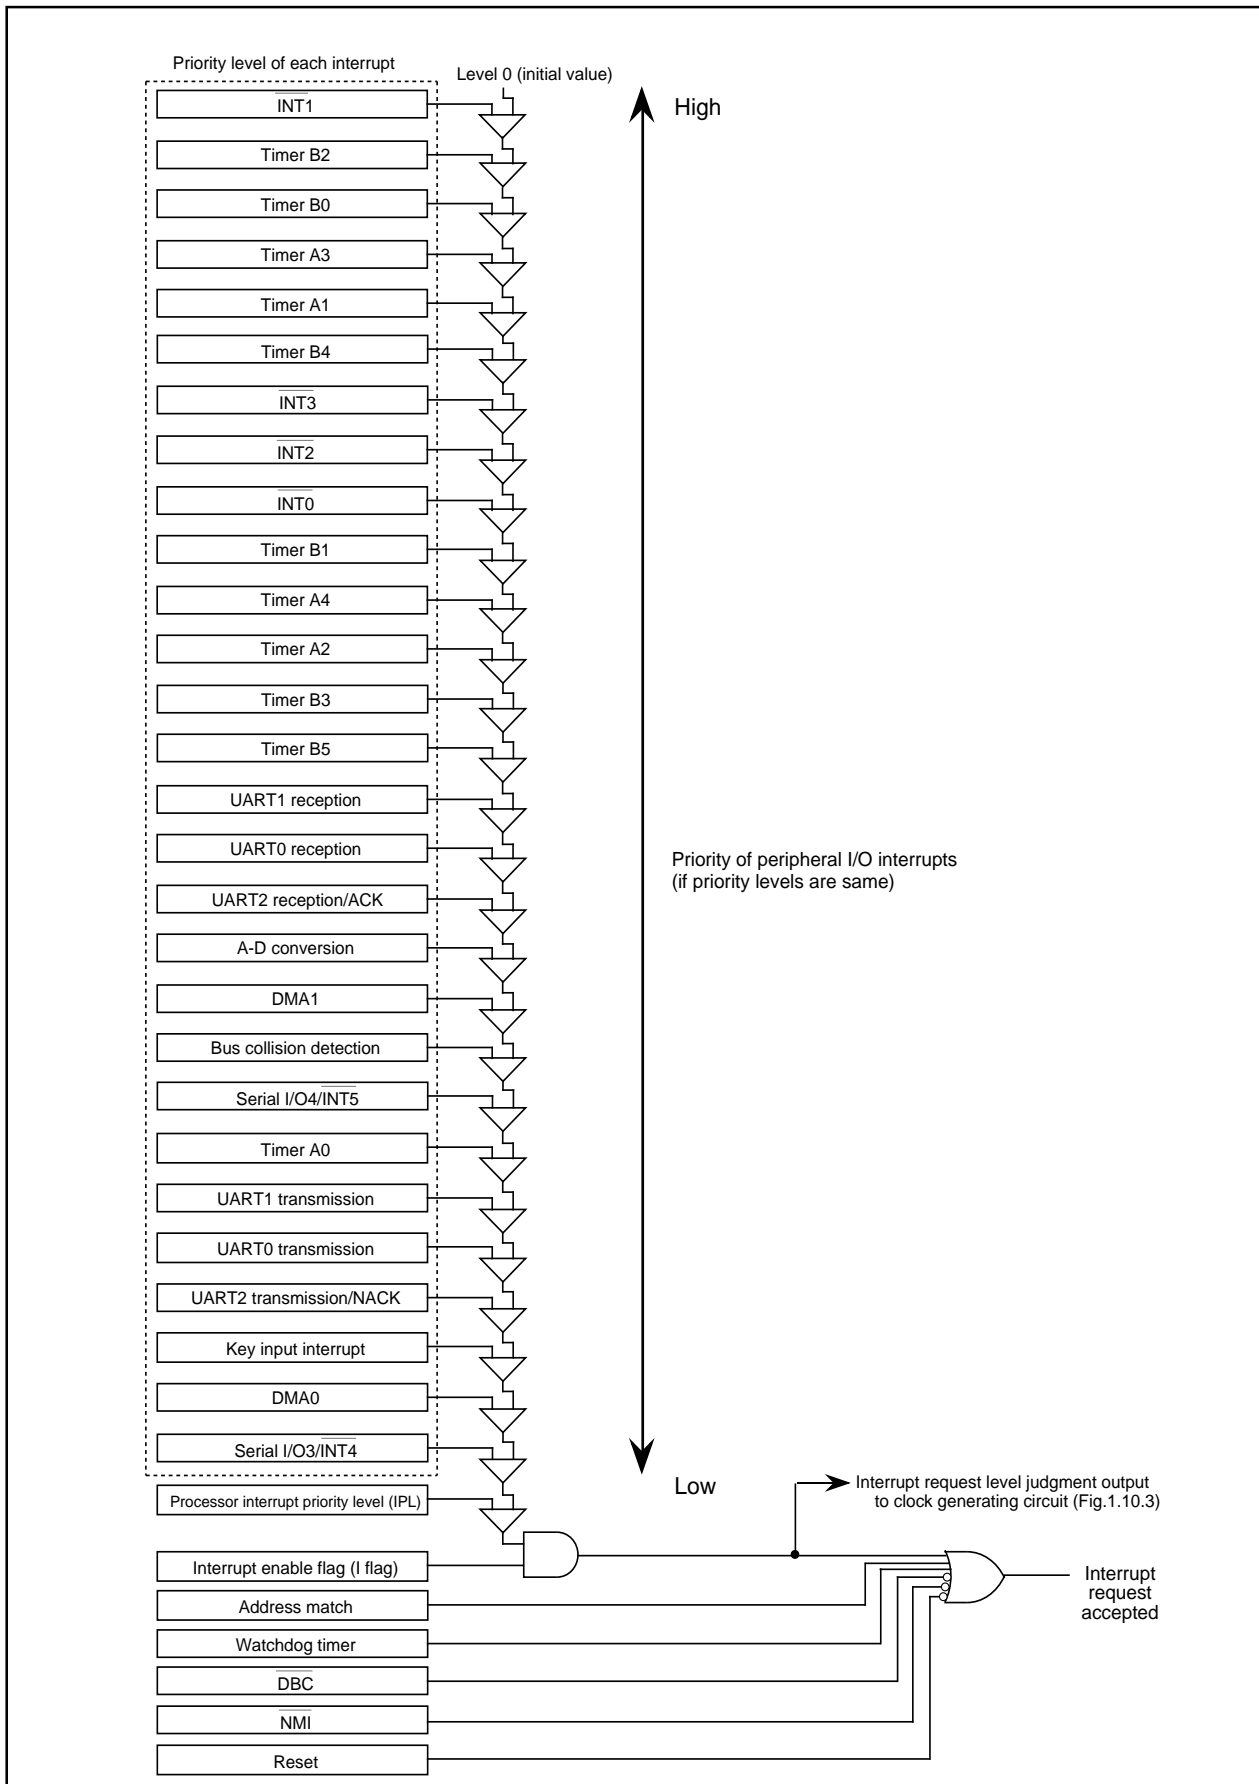 Priority level of each interrupt
Level 0 (initial value)
High
INT1
Timer B2
Timer B0
Timer A3
Timer A1
Timer B4
INT3
INT2
INT0
Timer B1
Timer A4
Timer A2
Timer B3
Timer B5
UART1 reception
UART0 reception
Priority of peripheral I/O interrupts
(if priority levels are same)
UART2 reception/ACK
A-D conversion
DMA1
Bus collision detection
Serial I/O4/INT5
Timer A0
UART1 transmission
UART0 transmission
UART2 transmission/NACK
Key input interrupt
DMA0
Serial I/O3/INT4
Low
Processor interrupt priority level (IPL)
Interrupt request level judgment output
to clock generating circuit (Fig.1.10.3)
Interrupt enable flag (I flag)
Interrupt
request
accepted
Address match
Watchdog timer
DBC
NMI
Reset